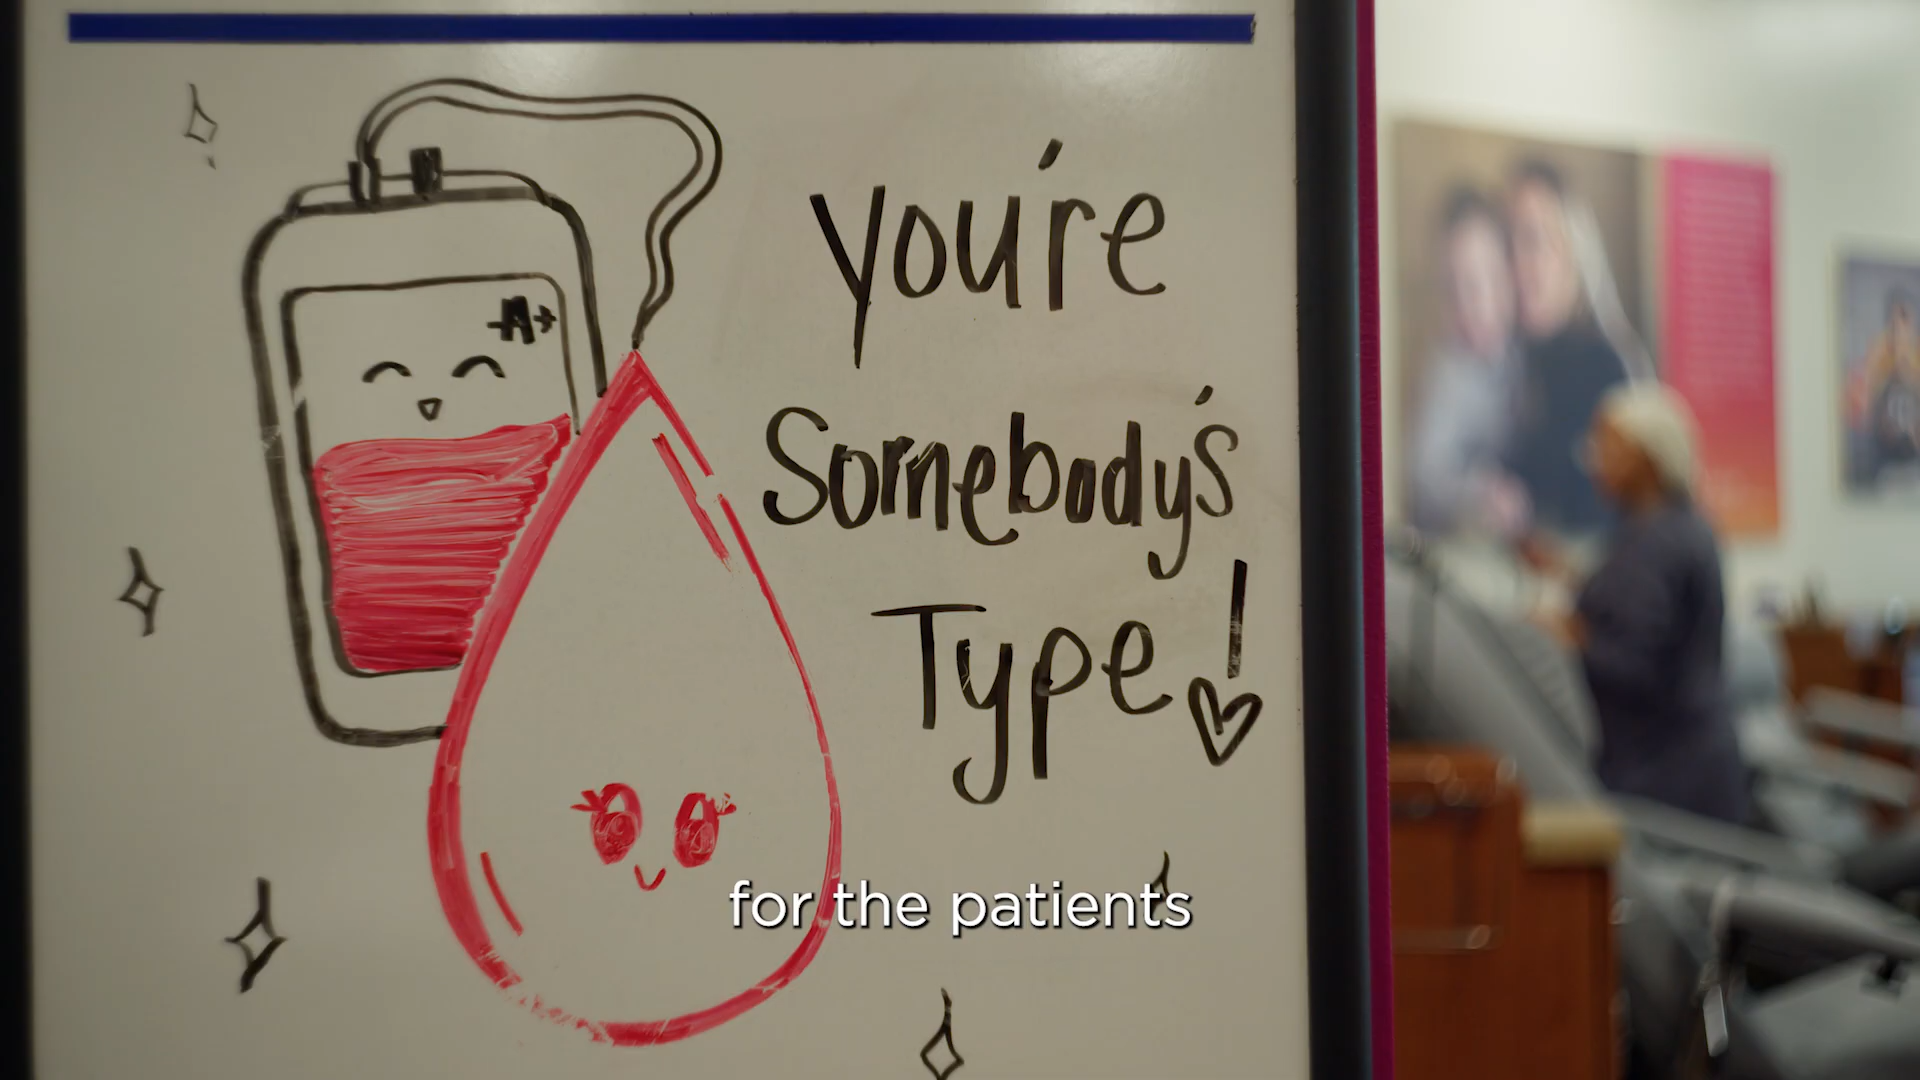 A+
you're
Somebody's
Type!
for the patients